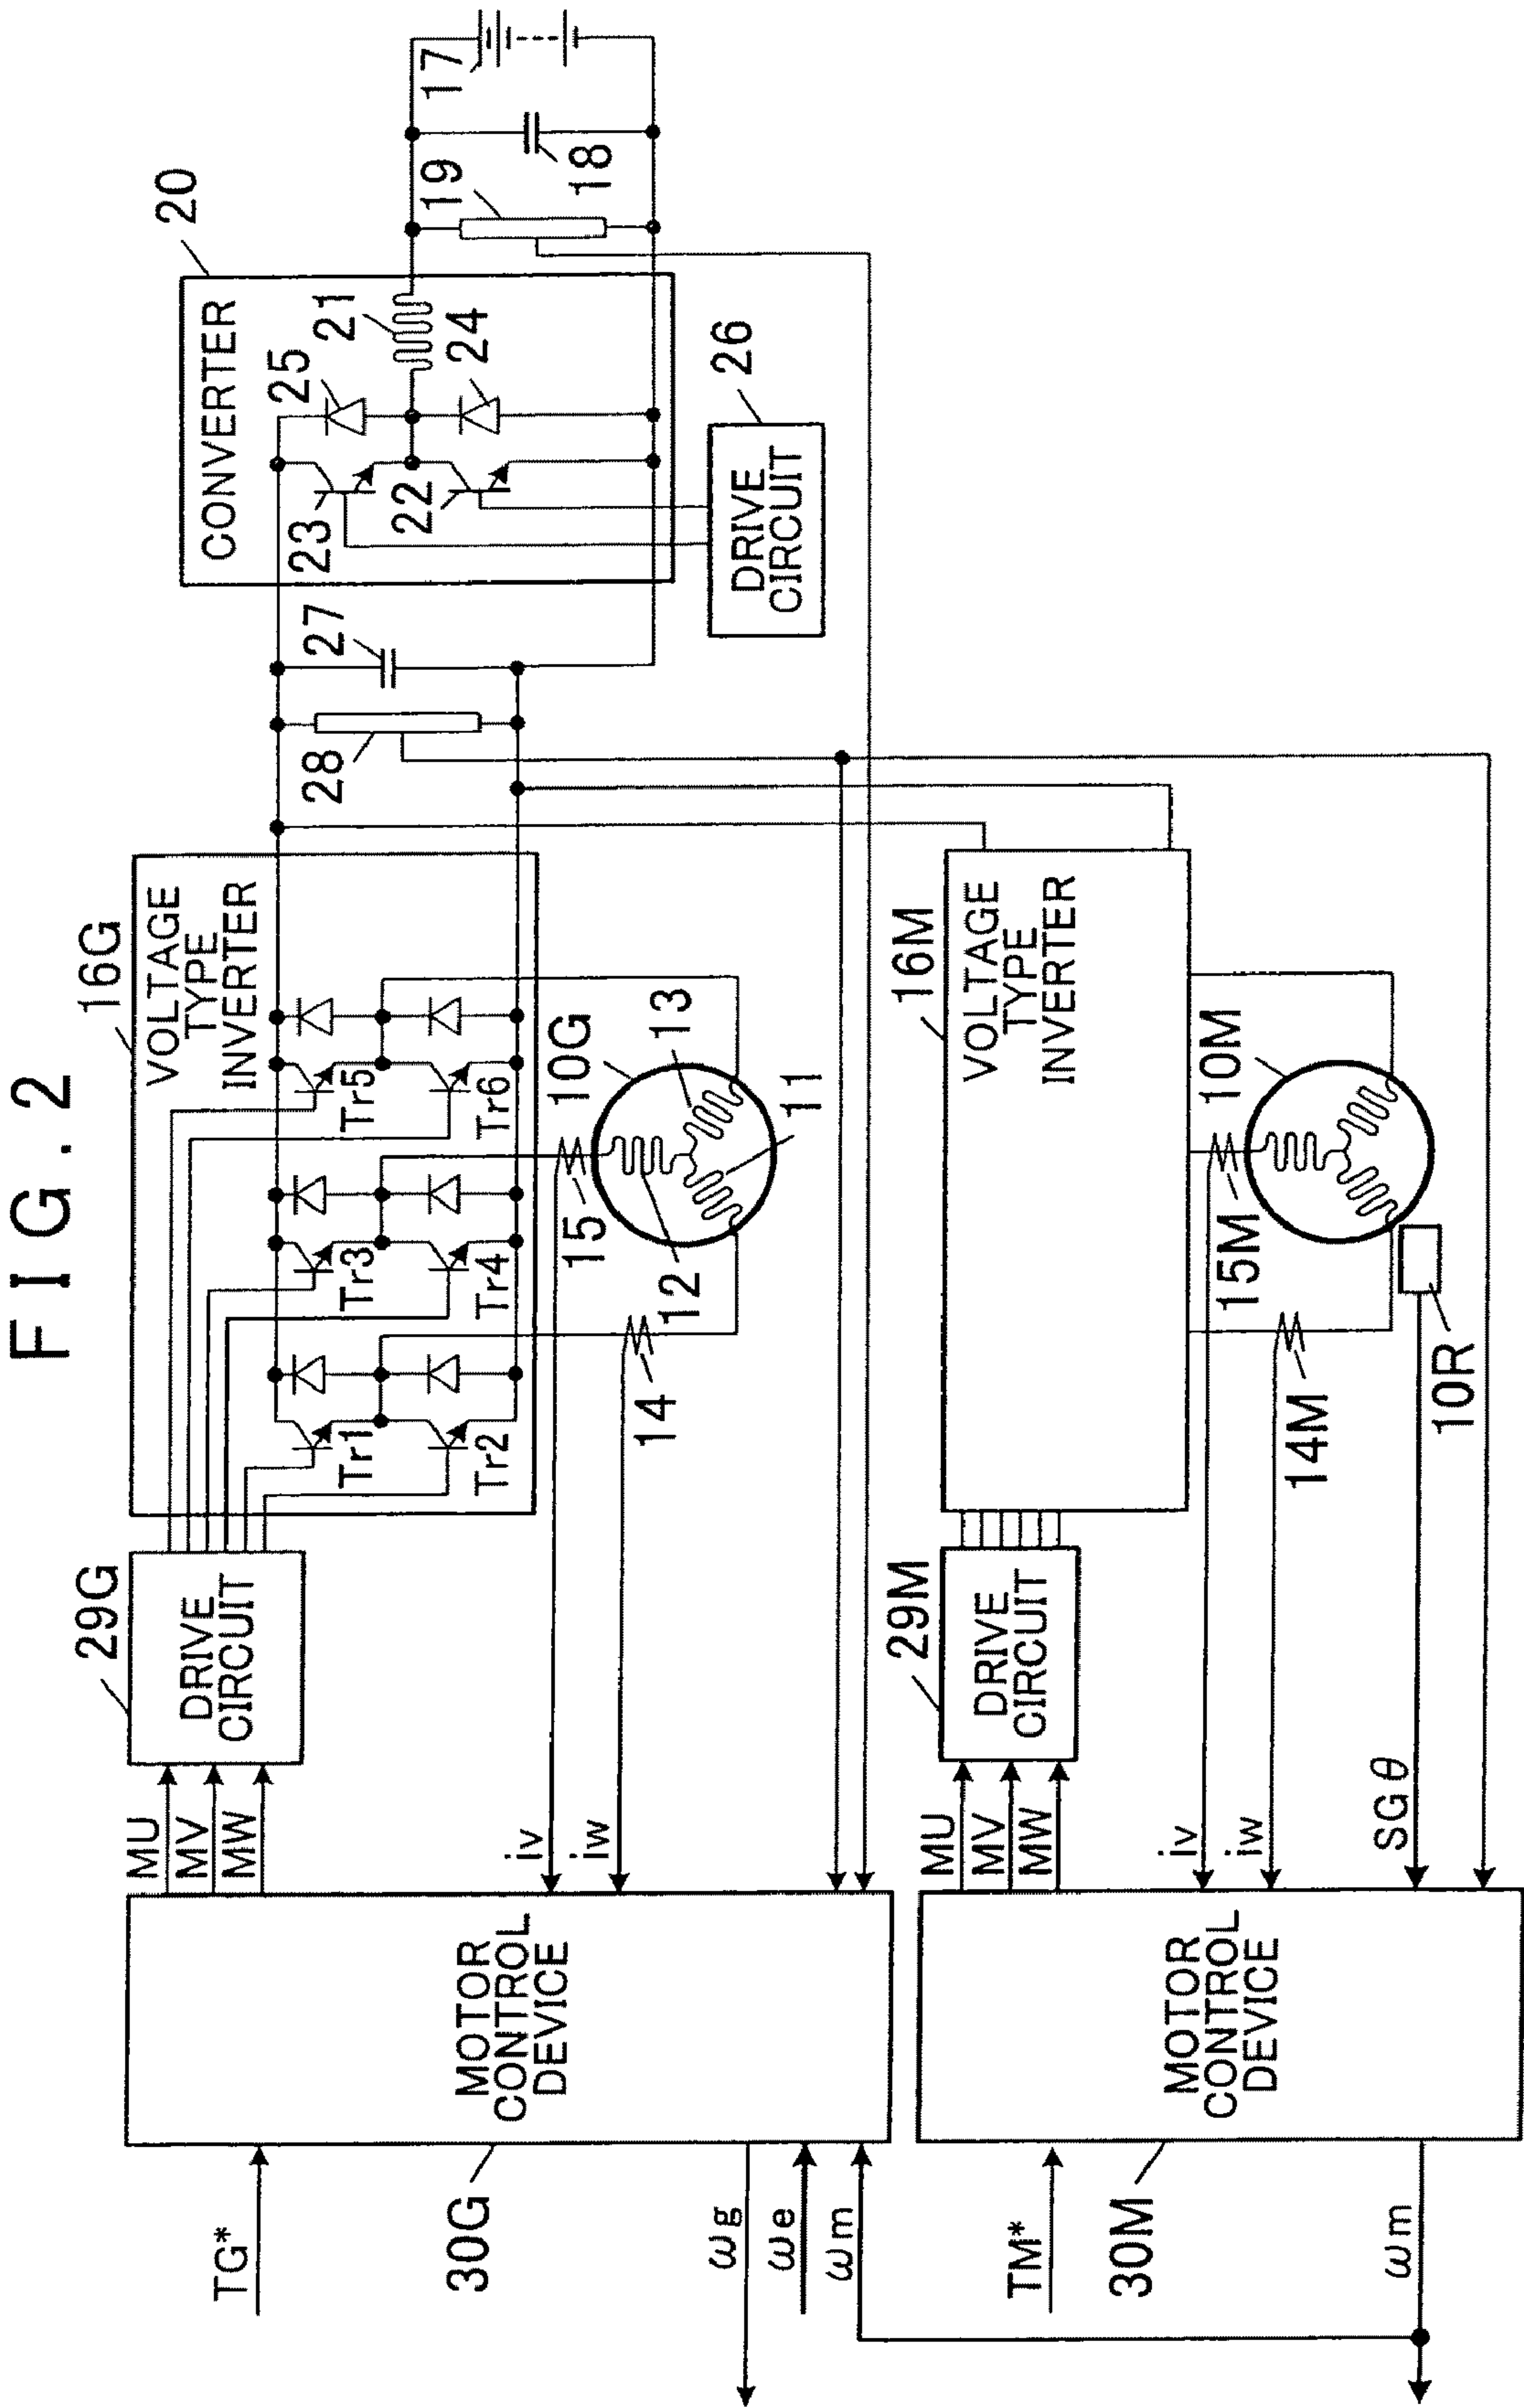 FIG. 2
TG*
30G
ωg
ωe
ωm
MOTOR
CONTROL
DEVICE
MU
MV
MW
iv
iw
29G
DRIVE
CIRCUIT
16G
VOLTAGE
TYPE
INVERTER
Tr1
Tr2
Tr3
Tr4
Tr5
Tr6
14
15
12
10G
13
11
28
27
20
CONVERTER
23
22
25
21
24
26
DRIVE
CIRCUIT
19
18
17
TM*
30M
ωm
MOTOR
CONTROL
DEVICE
MU
MV
MW
iv
iw
SGθ
29M
DRIVE
CIRCUIT
16M
VOLTAGE
TYPE
INVERTER
14M
15M
10M
10R